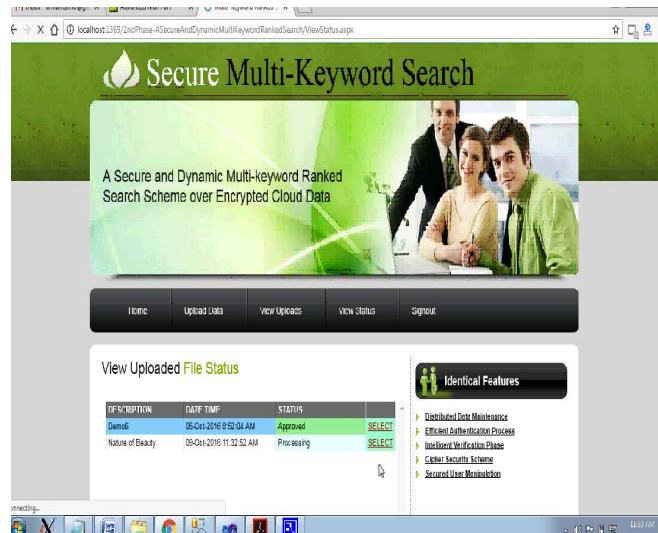 localhost:1369/2ndPhase-ASecureAndDynamicMultiKeywordRankedSearch/ViewStatus.aspx
Secure Multi-Keyword Search
A Secure and Dynamic Multi-keyword Ranked
Search Scheme over Encrypted Cloud Data
Home Upload Data View Uploads View Status Signout
View Uploaded File Status
DESCRIPTION DATE TIME STATUS
Demo6 05-Oct-2016 8:52:04 AM Approved SELECT
Nature of Beauty 09-Oct-2016 11:32:52 AM Processing SELECT
Identical Features
Distributed Data Maintenance
Efficient Authentication Process
Intelligent Verification Phase
Cipher Security Scheme
Secured User Manipulation
nnecting...
11:33 AM